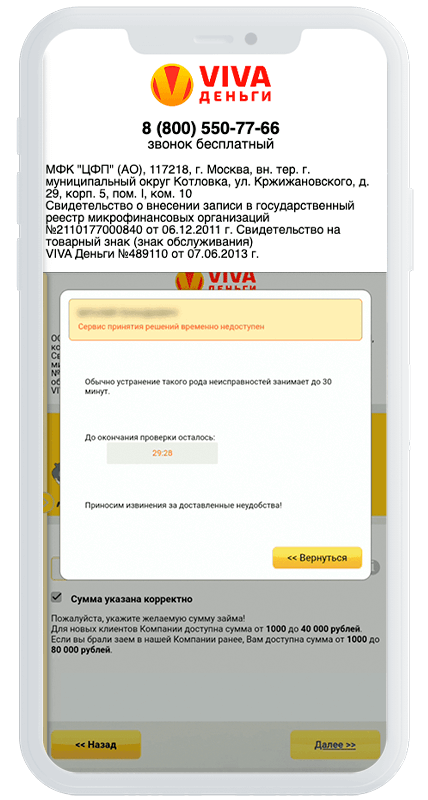 VIVA
ДЕНЬГИ
8 (800) 550-77-66
звонок бесплатный
МФК "ЦФП" (АО), 117218, г. Москва, вн. тер. г.
муниципальный округ Котловка, ул. Кржижановского, д.
29, корп. 5, пом. I, ком. 10
Свидетельство о внесении записи в государственный
реестр микрофинансовых организаций
№2110177000840 от 06.12.2011 г. Свидетельство на
товарный знак (знак обслуживания)
VIVA Деньги №489110 от 07.06.2013 г.
VIVA
ДЕНЬГИ
Сервис принятия решений временно недоступен
Обычно устранение такого рода неисправностей занимает до 30
минут.
До окончания проверки осталось:
29:28
Приносим извинения за доставленные неудобства!
<< Вернуться
Сумма указана корректно
Пожалуйста, укажите желаемую сумму займа!
Для новых клиентов Компании доступна сумма от 1000 до 40 000 рублей.
Если вы брали заем в нашей Компании ранее, Вам доступна сумма от 1000 до
80 000 рублей.
<< Назад
Далее >>